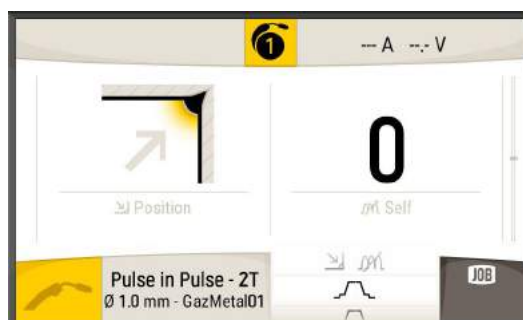 1
--- A --.- V
0
Position
Self
Pulse in Pulse - 2T
Ø 1.0 mm - GazMetal01
JOB